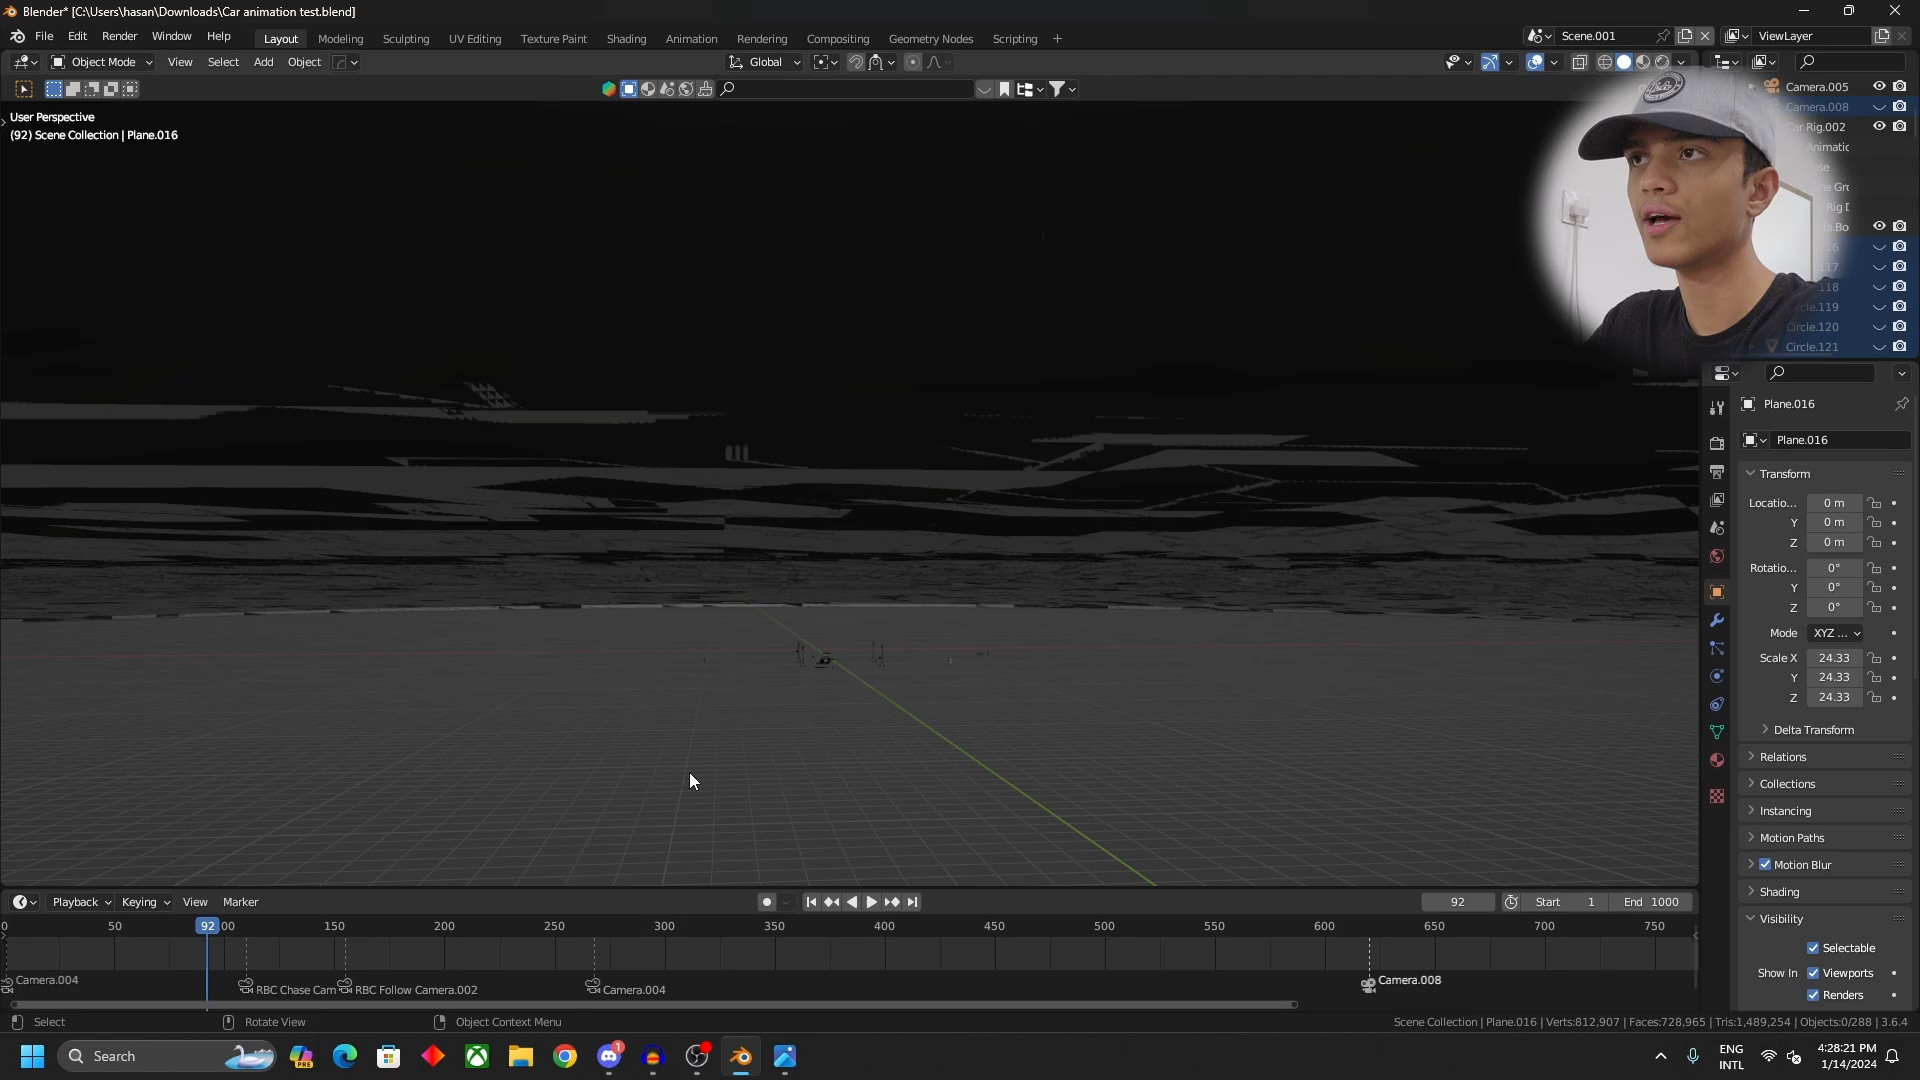 Blender* [C:\Users\hasan\Downloads\Car animation test.blend]
File Edit Render Window Help Layout Modeling Sculpting UV Editing Texture Paint Shading Animation Rendering Compositing Geometry Nodes Scripting + Scene.001 ViewLayer
Object Mode View Select Add Object Global
User Perspective
(92) Scene Collection | Plane.016
Camera.005
Camera.008
Car Rig.002
Animatic
Circle.119
Circle.120
Circle.121
Plane.016
Plane.016
Transform
Locatio... 0 m
Y 0 m
Z 0 m
Rotatio... 0°
Y 0°
Z 0°
Mode XYZ ...
Scale X 24.33
Y 24.33
Z 24.33
Delta Transform
Relations
Collections
Instancing
Motion Paths
Motion Blur
Shading
Visibility
Selectable
Show In Viewports
Renders
Playback Keying View Marker 92 Start 1 End 1000
0 50 92 00 150 200 250 300 350 400 450 500 550 600 650 700 750
Camera.004 RBC Chase Cam RBC Follow Camera.002 Camera.004 Camera.008
Select Rotate View Object Context Menu Scene Collection | Plane.016 | Verts:812,907 | Faces:728,965 | Tris:1,489,254 | Objects:0/288 | 3.6.4
Search PRE 1 ENG INTL 4:28:21 PM 1/14/2024